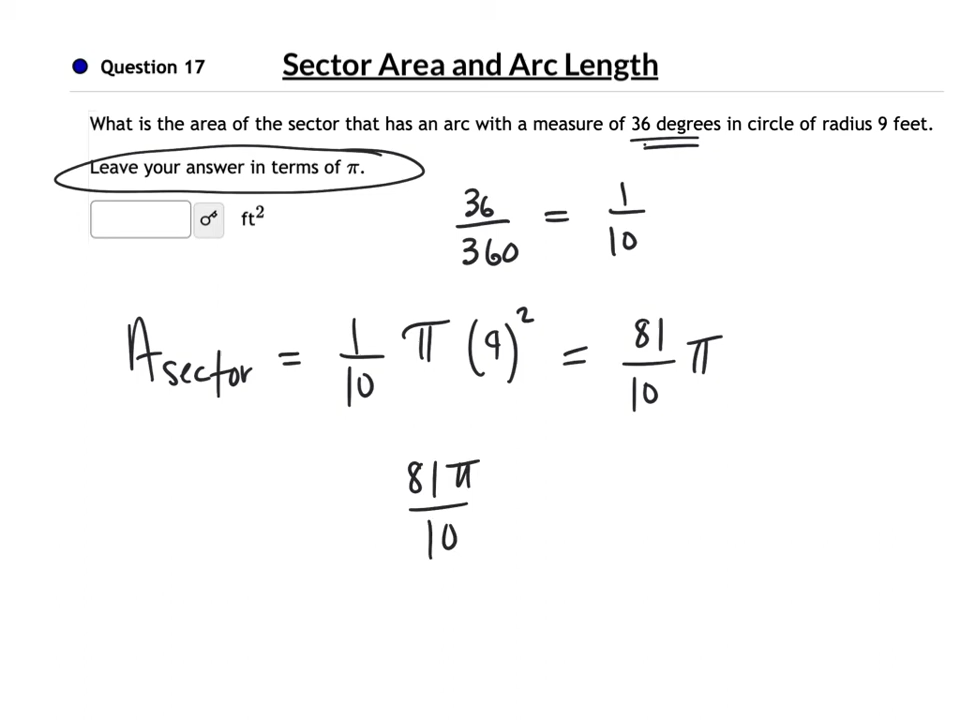 Question 17 Sector Area and Arc Length
What is the area of the sector that has an arc with a measure of 36 degrees in circle of radius 9 feet.
Leave your answer in terms of π.
ft²
36/360 = 1/10
A sector = 1/10 π (9)² = 81/10 π
81π/10